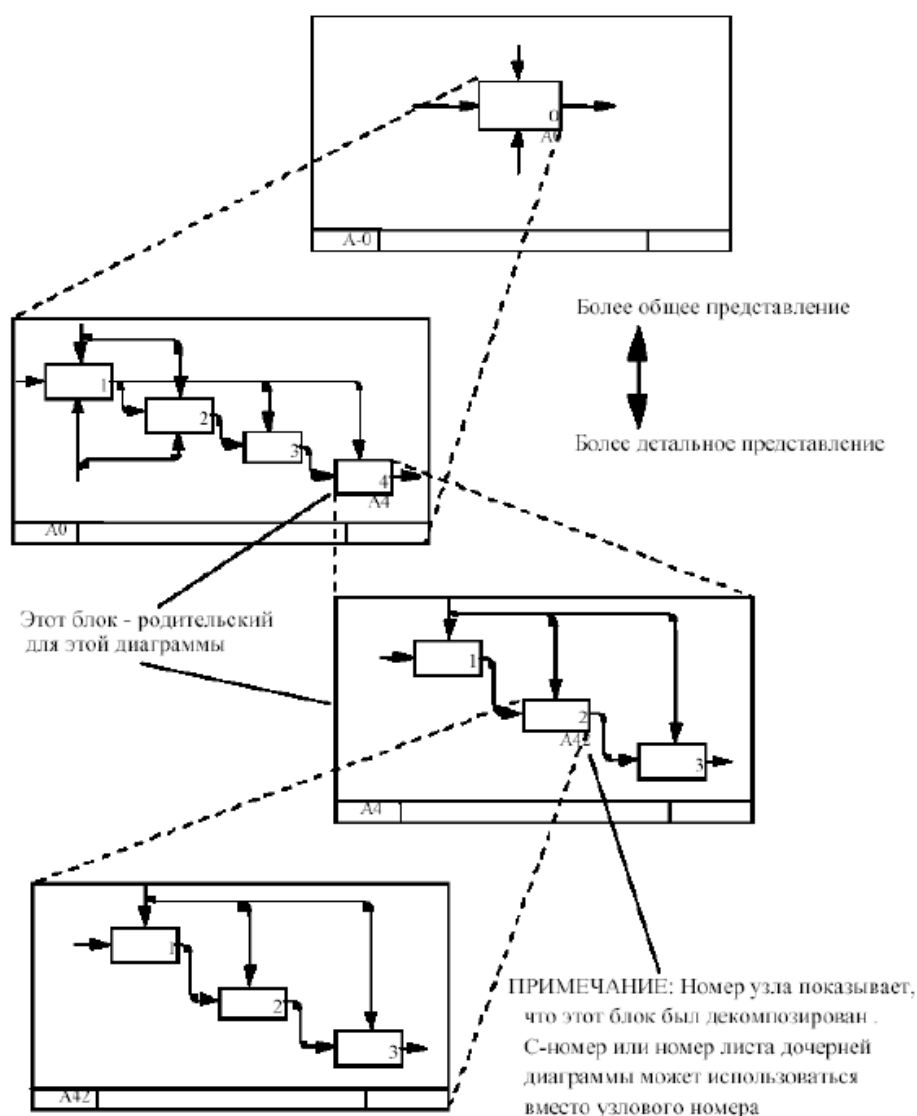 0
A0
A-0
Более общее представление
Более детальное представление
1
2
3
4
A4
A0
Этот блок - родительский
для этой диаграммы
1
2
A42
3
A4
1
2
3
A42
ПРИМЕЧАНИЕ: Номер узла показывает,
что этот блок был декомпозирован .
С-номер или номер листа дочерней
диаграммы может использоваться
вместо узлового номера